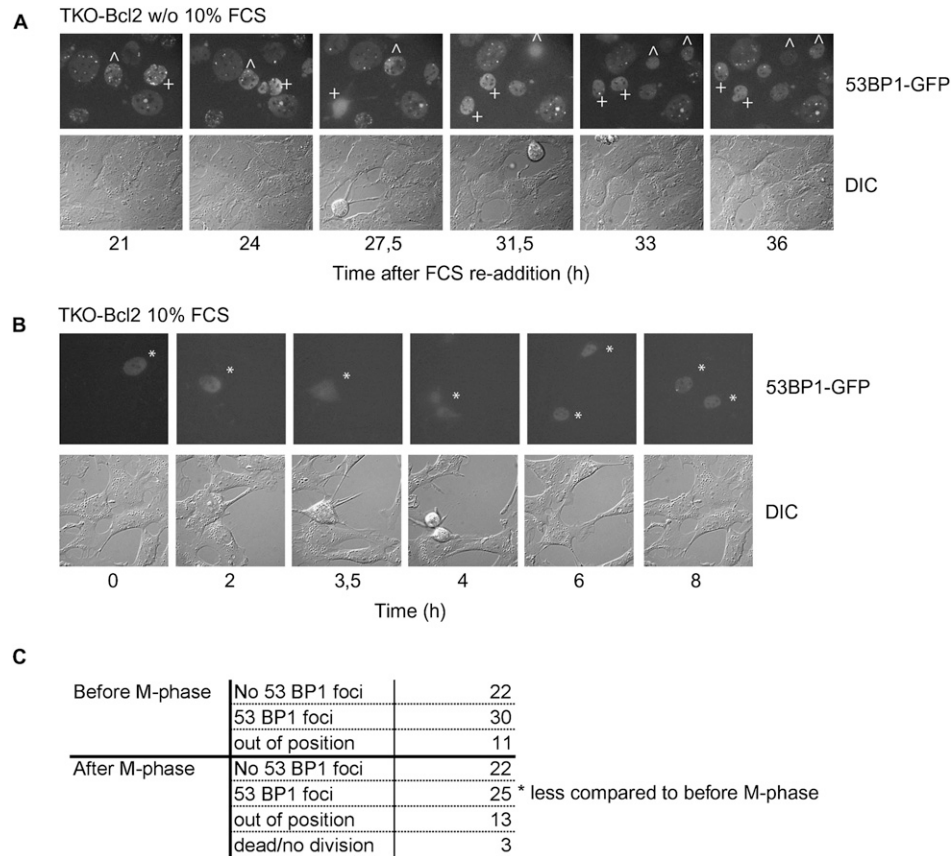 A
TKO-Bcl2 w/o 10% FCS
^ + ^ + + ^ ^ + + ^ ^ + + ^ ^ + +
53BP1-GFP
DIC
21 24 27,5 31,5 33 36
Time after FCS re-addition (h)
B
TKO-Bcl2 10% FCS
* * * * * * * *
53BP1-GFP
DIC
0 2 3,5 4 6 8
Time (h)
C
Before M-phase No 53 BP1 foci 22
53 BP1 foci 30
out of position 11
After M-phase No 53 BP1 foci 22
53 BP1 foci 25 * less compared to before M-phase
out of position 13
dead/no division 3